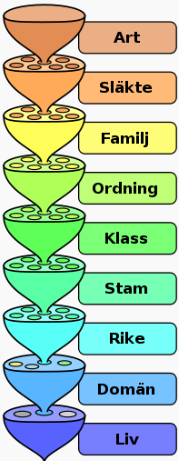 Art
Släkte
Familj
Ordning
Klass
Stam
Rike
Domän
Liv